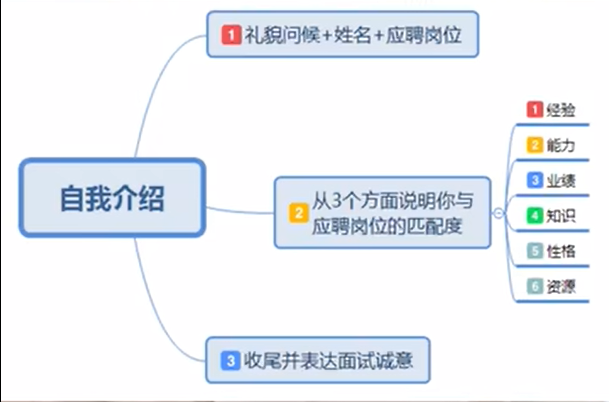 自我介绍
1 礼貌问候+姓名+应聘岗位
2 从3个方面说明你与
应聘岗位的匹配度
1 经验
2 能力
3 业绩
4 知识
5 性格
6 资源
3 收尾并表达面试诚意